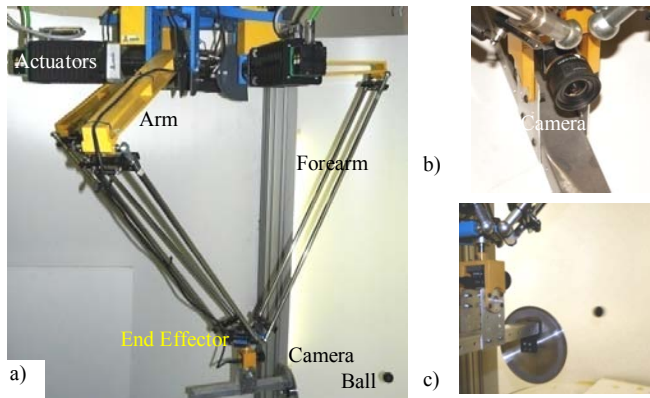 Actuators
Arm
Forearm
End Effector
Camera
Ball
a)
Camera
b)
c)